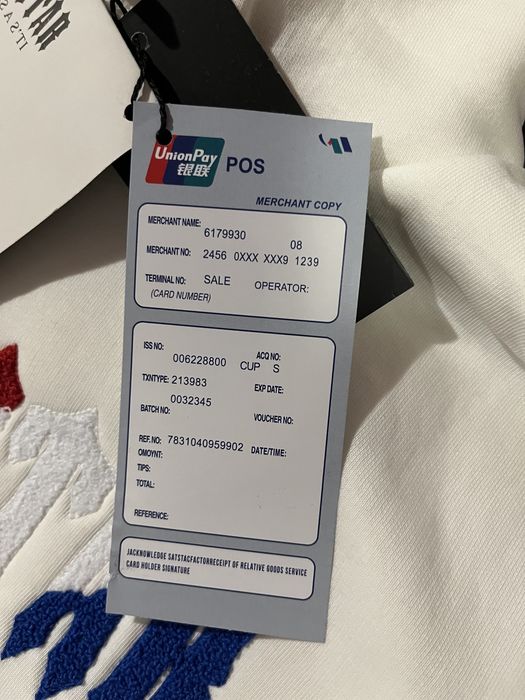 TAR
IT'S A S
UnionPay
银联
POS
MERCHANT COPY
MERCHANT NAME:
6179930 08
MERCHANT NO: 2456 0XXX XXX9 1239
TERMINAL NO: SALE OPERATOR:
(CARD NUMBER)
ISS NO: ACQ NO:
006228800 CUP S
TXNTYPE: 213983 EXP DATE:
0032345
BATCH NO: VOUCHER NO:
REF.NO: 7831040959902 DATE/TIME:
OMOYNT:
TIPS:
TOTAL:
REFERENCE:
JACKNOWLEDGE SATSTACFACTORRECEIPT OF RELATIVE GOODS SERVICE
CARD HOLDER SIGNATURE